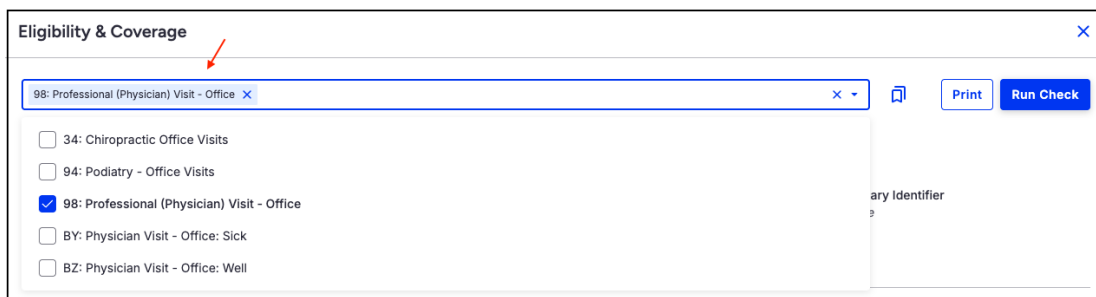 Eligibility & Coverage
98: Professional (Physician) Visit - Office
Print
Run Check
34: Chiropractic Office Visits
94: Podiatry - Office Visits
98: Professional (Physician) Visit - Office
ary Identifier
BY: Physician Visit - Office: Sick
BZ: Physician Visit - Office: Well